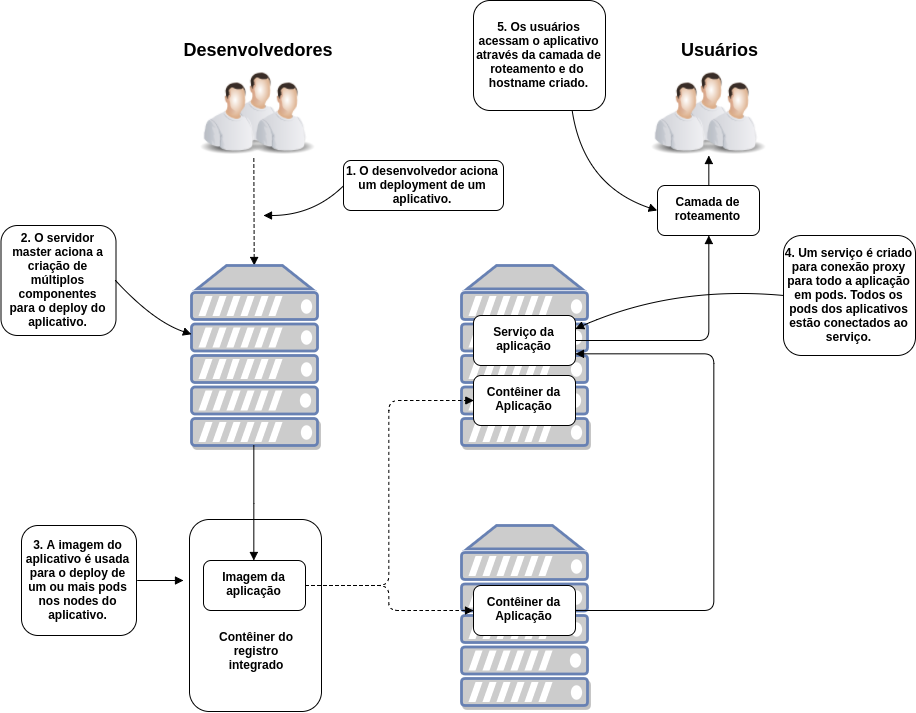 Desenvolvedores
Usuários
5. Os usuários
acessam o aplicativo
através da camada de
roteamento e do
hostname criado.
1. O desenvolvedor aciona
um deployment de um
aplicativo.
Camada de
roteamento
2. O servidor
master aciona a
criação de
múltiplos
componentes
para o deploy do
aplicativo.
4. Um serviço é criado
para conexão proxy
para todo a aplicação
em pods. Todos os
pods dos aplicativos
estão conectados ao
serviço.
Serviço da
aplicação
Contêiner da
Aplicação
3. A imagem do
aplicativo é usada
para o deploy de
um ou mais pods
nos nodes do
aplicativo.
Imagem da
aplicação
Contêiner do
registro
integrado
Contêiner da
Aplicação